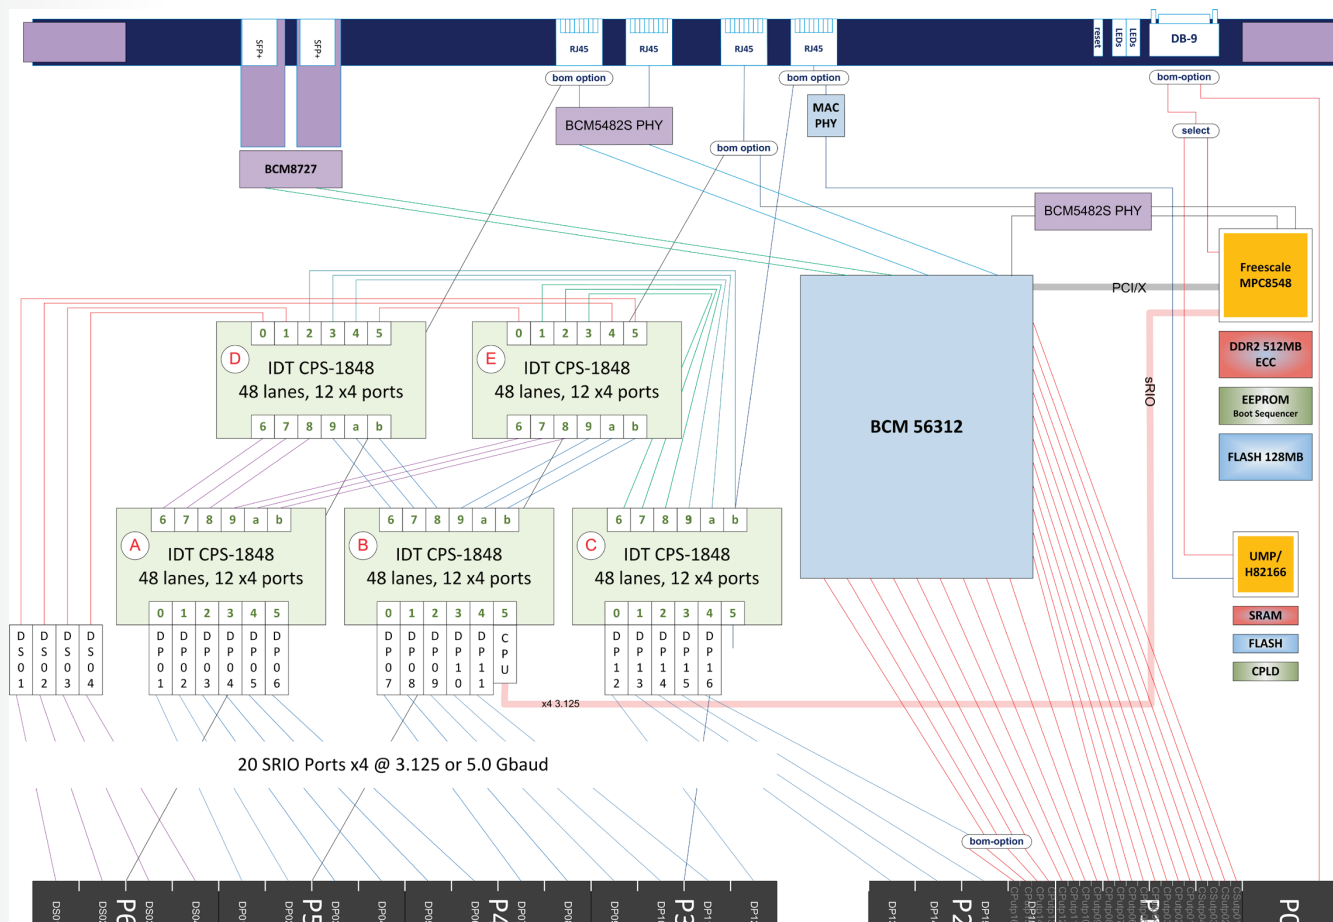 SFP+
SFP+
RJ45
RJ45
RJ45
RJ45
reset
LEDs
LEDs
DB-9
bom option
bom option
bom-option
MAC
PHY
BCM5482S PHY
select
bom option
BCM8727
BCM5482S PHY
Freescale
MPC8548
PCI/X
0 1 2 3 4 5
0 1 2 3 4 5
D
IDT CPS-1848
48 lanes, 12 x4 ports
E
IDT CPS-1848
48 lanes, 12 x4 ports
DDR2 512MB
ECC
sRIO
EEPROM
Boot Sequencer
BCM 56312
6 7 8 9 a b
6 7 8 9 a b
FLASH 128MB
6 7 8 9 a b
6 7 8 9 a b
6 7 8 9 a b
A
IDT CPS-1848
48 lanes, 12 x4 ports
B
IDT CPS-1848
48 lanes, 12 x4 ports
C
IDT CPS-1848
48 lanes, 12 x4 ports
UMP/
H82166
0 1 2 3 4 5
0 1 2 3 4 5
0 1 2 3 4 5
SRAM
FLASH
CPLD
DS01
DS02
DS03
DS04
DP01
DP02
DP03
DP04
DP05
DP06
DP07
DP08
DP09
DP10
DP11
CPU
DP12
DP13
DP14
DP15
DP16
x4 3.125
20 SRIO Ports x4 @ 3.125 or 5.0 Gbaud
bom-option
P6
P5
P4
P3
P2
P1
P0